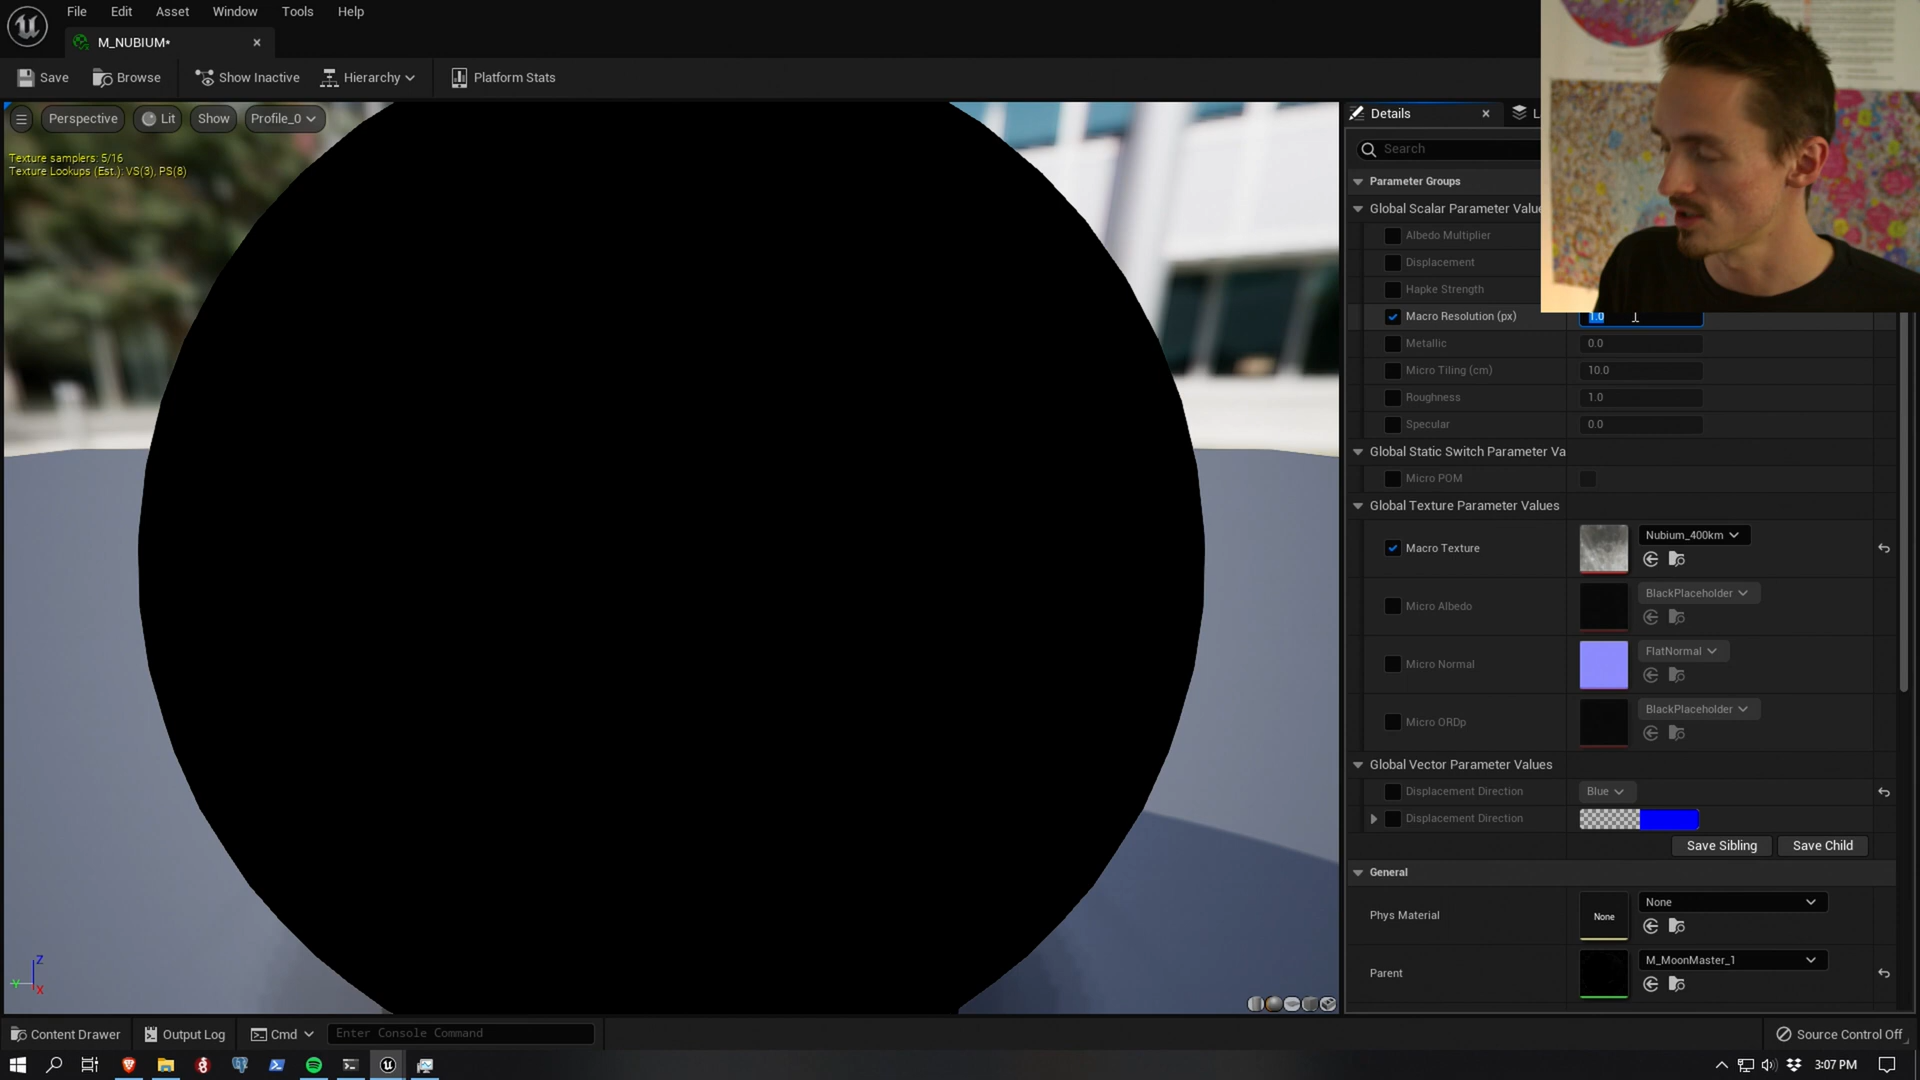 File Edit Asset Window Tools Help
M_NUBIUM*
Save Browse Show Inactive Hierarchy Platform Stats
Perspective Lit Show Profile_0
Details
L
Texture samplers: 5/16
Texture Lookups (Est.): VS(3), PS(8)
Search
Parameter Groups
Global Scalar Parameter Value
Albedo Multiplier
Displacement
Hapke Strength
Macro Resolution (px) 1.0
Metallic 0.0
Micro Tiling (cm) 10.0
Roughness 1.0
Specular 0.0
Global Static Switch Parameter Va
Micro POM
Global Texture Parameter Values
Macro Texture Nubium_400km
Micro Albedo BlackPlaceholder
Micro Normal FlatNormal
Micro ORDp BlackPlaceholder
Global Vector Parameter Values
Displacement Direction Blue
Displacement Direction
Save Sibling Save Child
General
Phys Material None None
Parent M_MoonMaster_1
Z
Y
X
Content Drawer Output Log Cmd Enter Console Command Source Control Off
3:07 PM